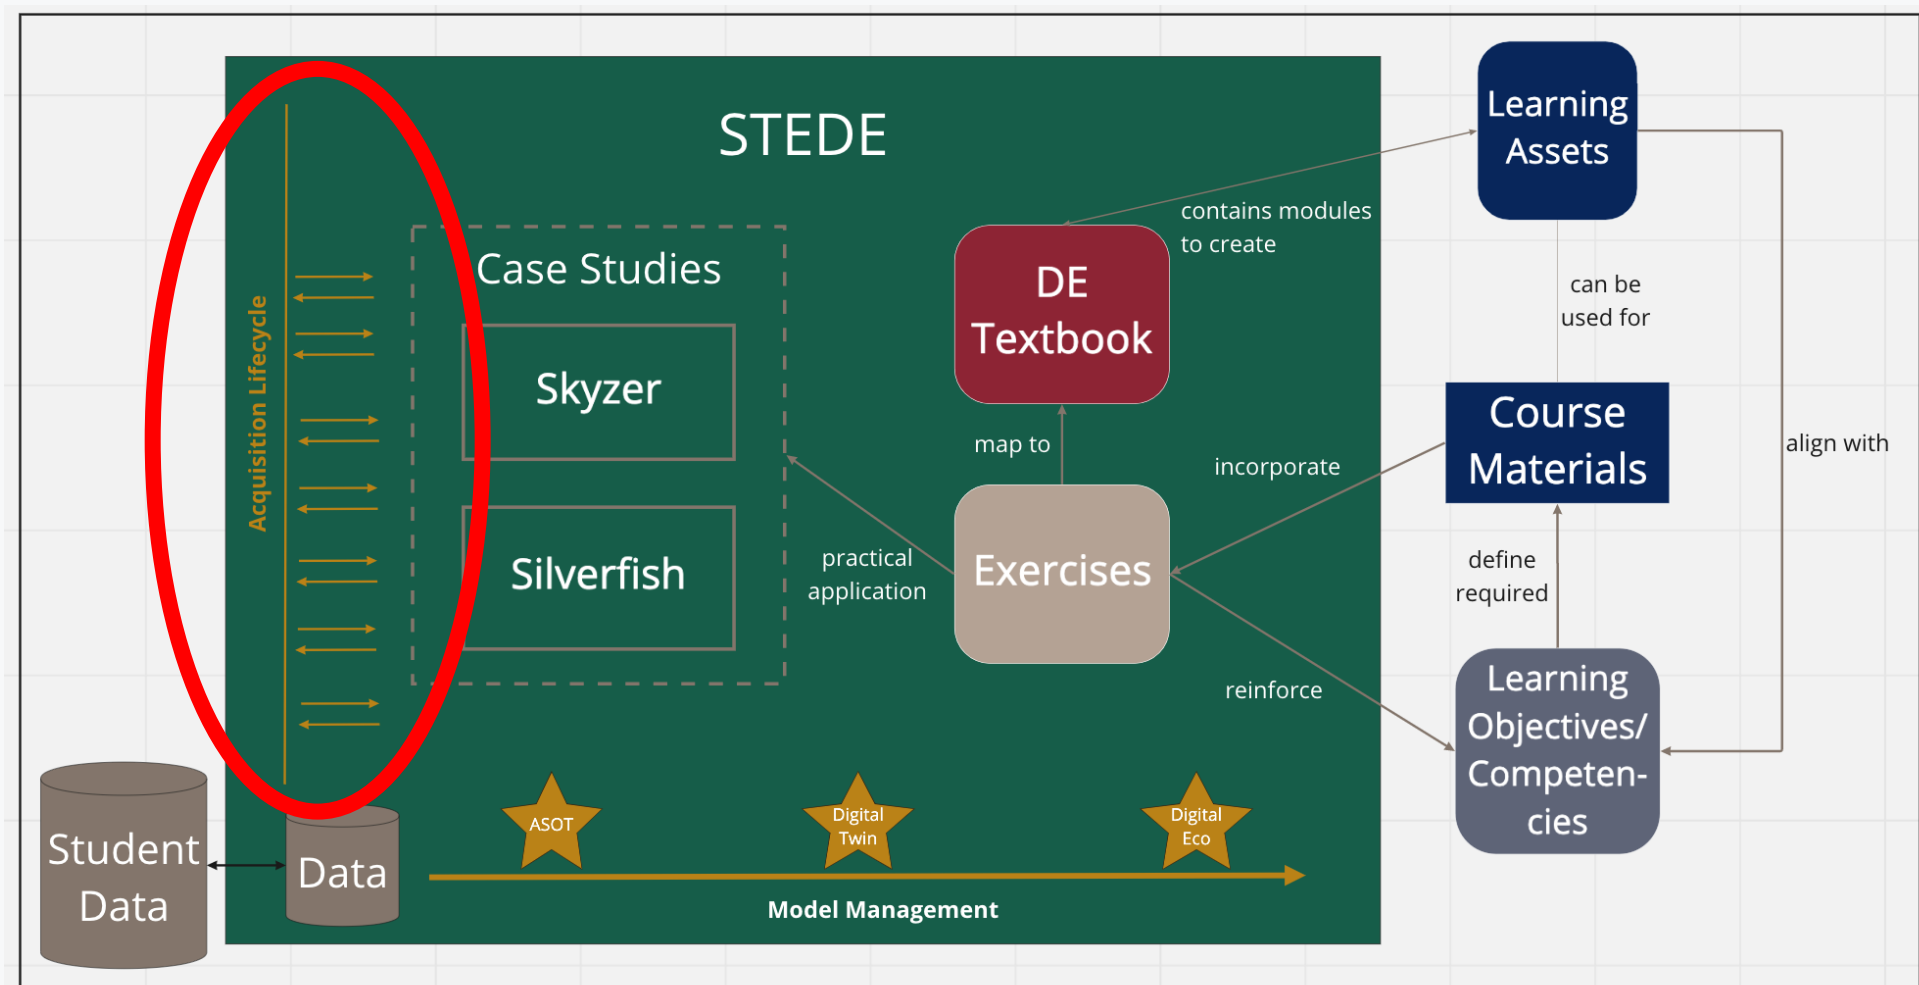 STEDE
Learning
Assets
contains modules
to create
Case Studies
DE
Textbook
can be
used for
Acquisition Lifecycle
Skyzer
map to
incorporate
Course
Materials
align with
Silverfish
practical
application
Exercises
define
required
reinforce
Learning
Objectives/
Competen-
cies
ASOT
Digital
Twin
Digital
Eco
Student
Data
Data
Model Management